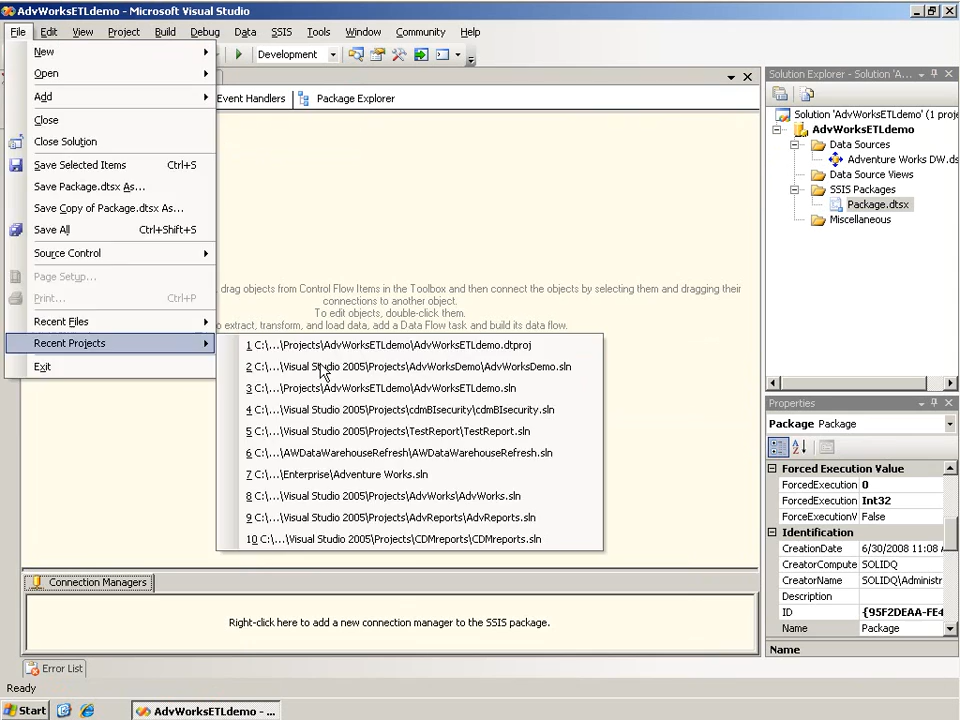 AdvWorksETLdemo - Microsoft Visual Studio
File Edit View Project Build Debug Data SSIS Tools Window Community Help
Development
New
Open
Add
Close
Close Solution
Save Selected Items Ctrl+S
Save Package.dtsx As...
Save Copy of Package.dtsx As...
Save All Ctrl+Shift+S
Source Control
Page Setup...
Print... Ctrl+P
Recent Files
Recent Projects
Exit
Event Handlers Package Explorer
drag objects from Control Flow Items in the Toolbox and then connect the objects by selecting them and dragging their
connections to another object.
To edit objects, double-click them.
o extract, transform, and load data, add a Data Flow task and build its data flow.
1 C:\...\Projects\AdvWorksETLdemo\AdvWorksETLdemo.dtproj
2 C:\...\Visual Studio 2005\Projects\AdvWorksDemo\AdvWorksDemo.sln
3 C:\...\Projects\AdvWorksETLdemo\AdvWorksETLdemo.sln
4 C:\...\Visual Studio 2005\Projects\cdmBIsecurity\cdmBIsecurity.sln
5 C:\...\Visual Studio 2005\Projects\TestReport\TestReport.sln
6 C:\...\AWDataWarehouseRefresh\AWDataWarehouseRefresh.sln
7 C:\...\Enterprise\Adventure Works.sln
8 C:\...\Visual Studio 2005\Projects\AdvWorks\AdvWorks.sln
9 C:\...\Visual Studio 2005\Projects\AdvReports\AdvReports.sln
10 C:\...\Visual Studio 2005\Projects\CDMreports\CDMreports.sln
Connection Managers
Right-click here to add a new connection manager to the SSIS package.
Error List
Ready
Solution Explorer - Solution 'A...
Solution 'AdvWorksETLdemo' (1 proje
AdvWorksETLdemo
Data Sources
Adventure Works DW.ds
Data Source Views
SSIS Packages
Package.dtsx
Miscellaneous
Properties
Package Package
Forced Execution Value
ForcedExecution 0
ForcedExecution Int32
ForceExecutionV False
Identification
CreationDate 6/30/2008 11:08 A
CreatorCompute SOLIDQ
CreatorName SOLIDQ\Administr
Description
ID {95F2DEAA-FE4
Name Package
Name
Start AdvWorksETLdemo - ...